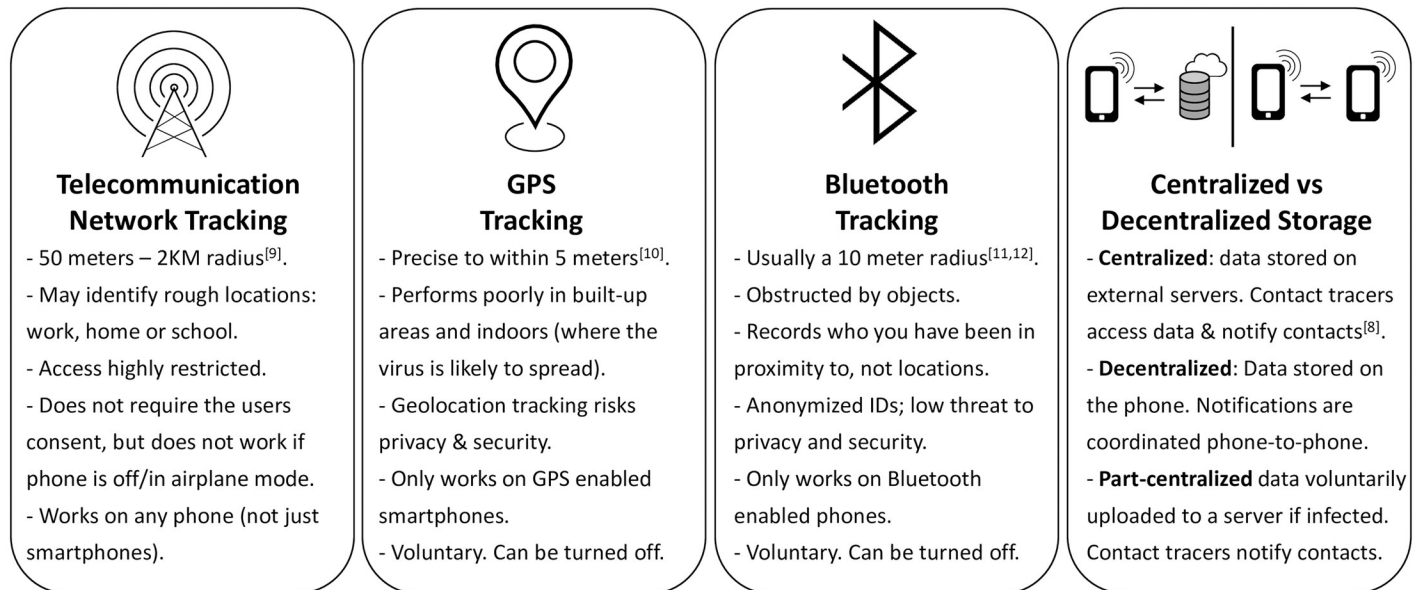 Telecommunication
Network Tracking
- 50 meters – 2KM radius[9].
- May identify rough locations:
work, home or school.
- Access highly restricted.
- Does not require the users
consent, but does not work if
phone is off/in airplane mode.
- Works on any phone (not just
smartphones).
GPS
Tracking
- Precise to within 5 meters[10].
- Performs poorly in built-up
areas and indoors (where the
virus is likely to spread).
- Geolocation tracking risks
privacy & security.
- Only works on GPS enabled
smartphones.
- Voluntary. Can be turned off.
Bluetooth
Tracking
- Usually a 10 meter radius[11,12].
- Obstructed by objects.
- Records who you have been in
proximity to, not locations.
- Anonymized IDs; low threat to
privacy and security.
- Only works on Bluetooth
enabled phones.
- Voluntary. Can be turned off.
Centralized vs
Decentralized Storage
- Centralized: data stored on
external servers. Contact tracers
access data & notify contacts[8].
- Decentralized: Data stored on
the phone. Notifications are
coordinated phone-to-phone.
- Part-centralized data voluntarily
uploaded to a server if infected.
Contact tracers notify contacts.